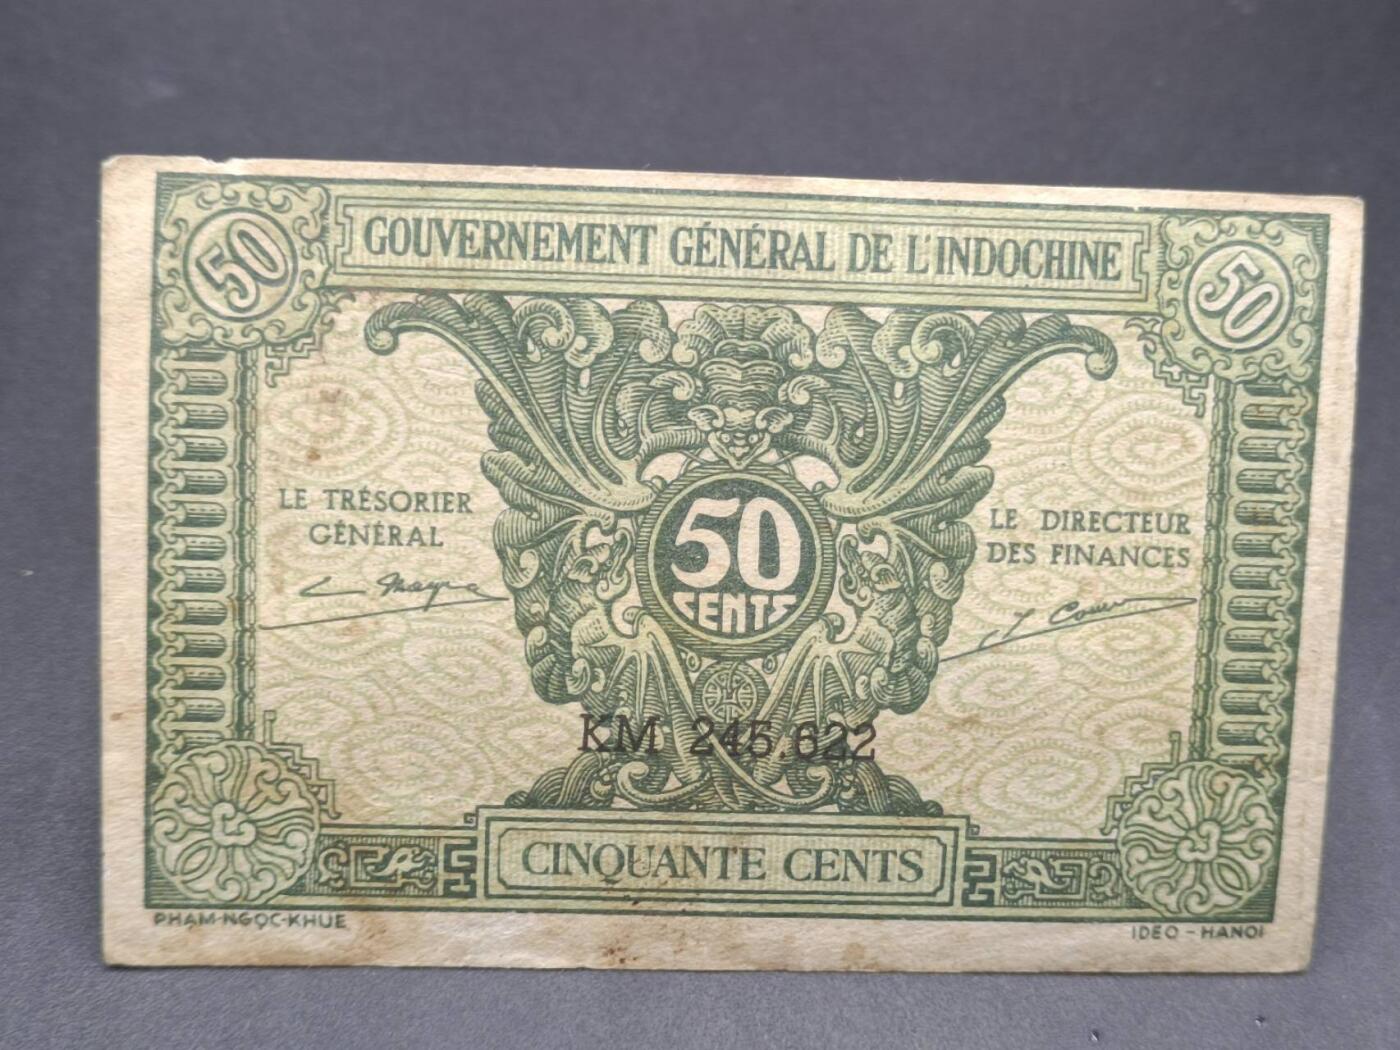 50
GOUVERNEMENT GÉNÉRAL DE L'INDOCHINE
50
LE TRÉSORIER
GÉNÉRAL
50
CENTS
LE DIRECTEUR
DES FINANCES
KM 245.622
CINQUANTE CENTS
PHAM-NGỌC-KHUE
IDEO - HANOI